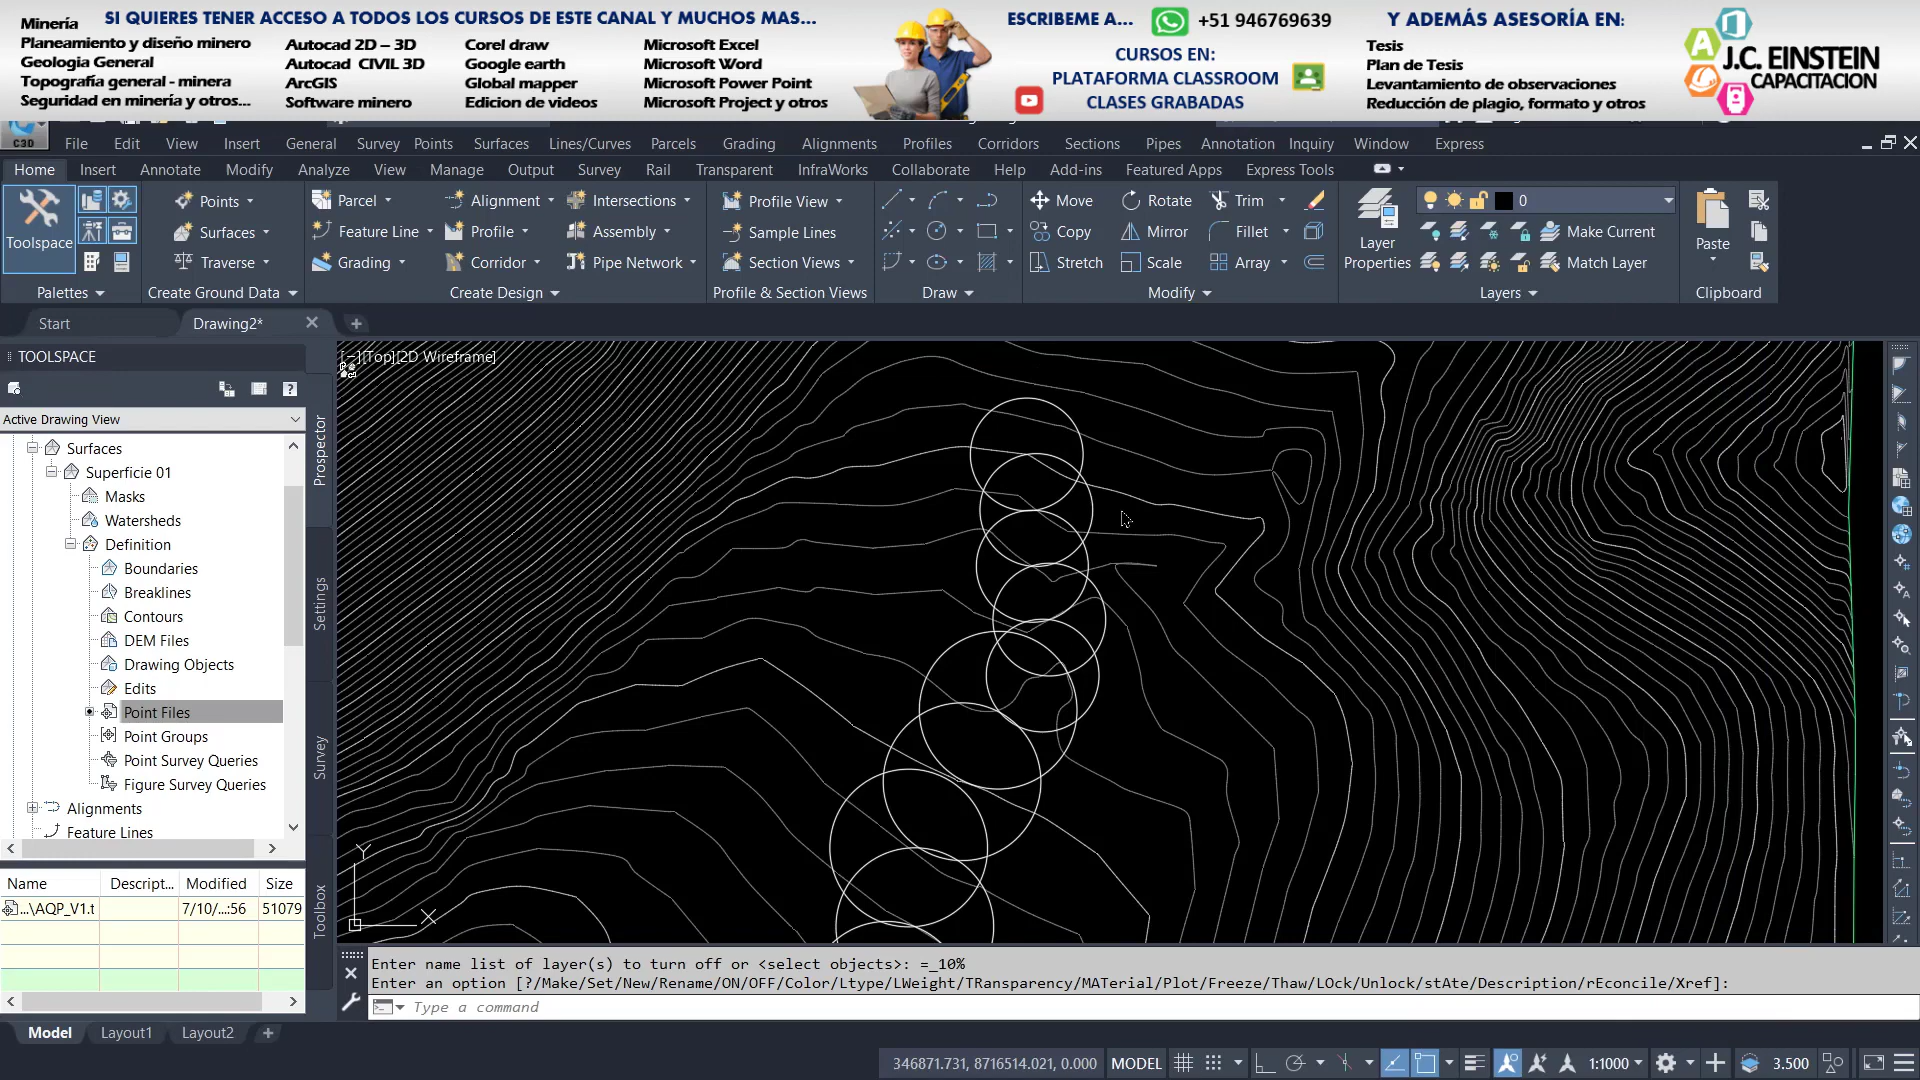 SI QUIERES TENER ACCESO A TODOS LOS CURSOS DE ESTE CANAL Y MUCHOS MAS...
Minería
Planeamiento y diseño minero
Geologia General
Topografía general - minera
Seguridad en minería y otros...
Autocad 2D – 3D
Autocad CIVIL 3D
ArcGIS
Software minero
Corel draw
Google earth
Global mapper
Edicion de videos
Microsoft Excel
Microsoft Word
Microsoft Power Point
Microsoft Project y otros
ESCRIBEME A...
+51 946769639
CURSOS EN:
PLATAFORMA CLASSROOM
CLASES GRABADAS
Y ADEMÁS ASESORÍA EN:
Tesis
Plan de Tesis
Levantamiento de observaciones
Reducción de plagio, formato y otros
J.C. EINSTEIN
CAPACITACION
C3D
File Edit View Insert General Survey Points Surfaces Lines/Curves Parcels Grading Alignments Profiles Corridors Sections Pipes Annotation Inquiry Window Express
Home Insert Annotate Modify Analyze View Manage Output Survey Rail Transparent InfraWorks Collaborate Help Add-ins Featured Apps Express Tools
Toolspace
Palettes
Points
Surfaces
Traverse
Create Ground Data
Parcel
Feature Line
Grading
Alignment
Profile
Corridor
Intersections
Assembly
Pipe Network
Create Design
Profile View
Sample Lines
Section Views
Profile & Section Views
Draw
Move
Copy
Stretch
Rotate
Mirror
Scale
Trim
Fillet
Array
Modify
Layer
Properties
0
Make Current
Match Layer
Layers
Paste
Clipboard
Start
Drawing2*
TOOLSPACE
Active Drawing View
Surfaces
Superficie 01
Masks
Watersheds
Definition
Boundaries
Breaklines
Contours
DEM Files
Drawing Objects
Edits
Point Files
Point Groups
Point Survey Queries
Figure Survey Queries
Alignments
Feature Lines
Prospector
Settings
Survey
Toolbox
Name Descript... Modified Size
...\AQP_V1.t 7/10/...:56 51079
[−][Top][2D Wireframe]
Y
X
Enter name list of layer(s) to turn off or <select objects>: =_10%
Enter an option [?/Make/Set/New/Rename/ON/OFF/Color/Ltype/LWeight/TRansparency/MATerial/Plot/Freeze/Thaw/LOck/Unlock/stAte/Description/rEconcile/Xref]:
Type a command
Model Layout1 Layout2
346871.731, 8716514.021, 0.000 MODEL 1:1000 3.500